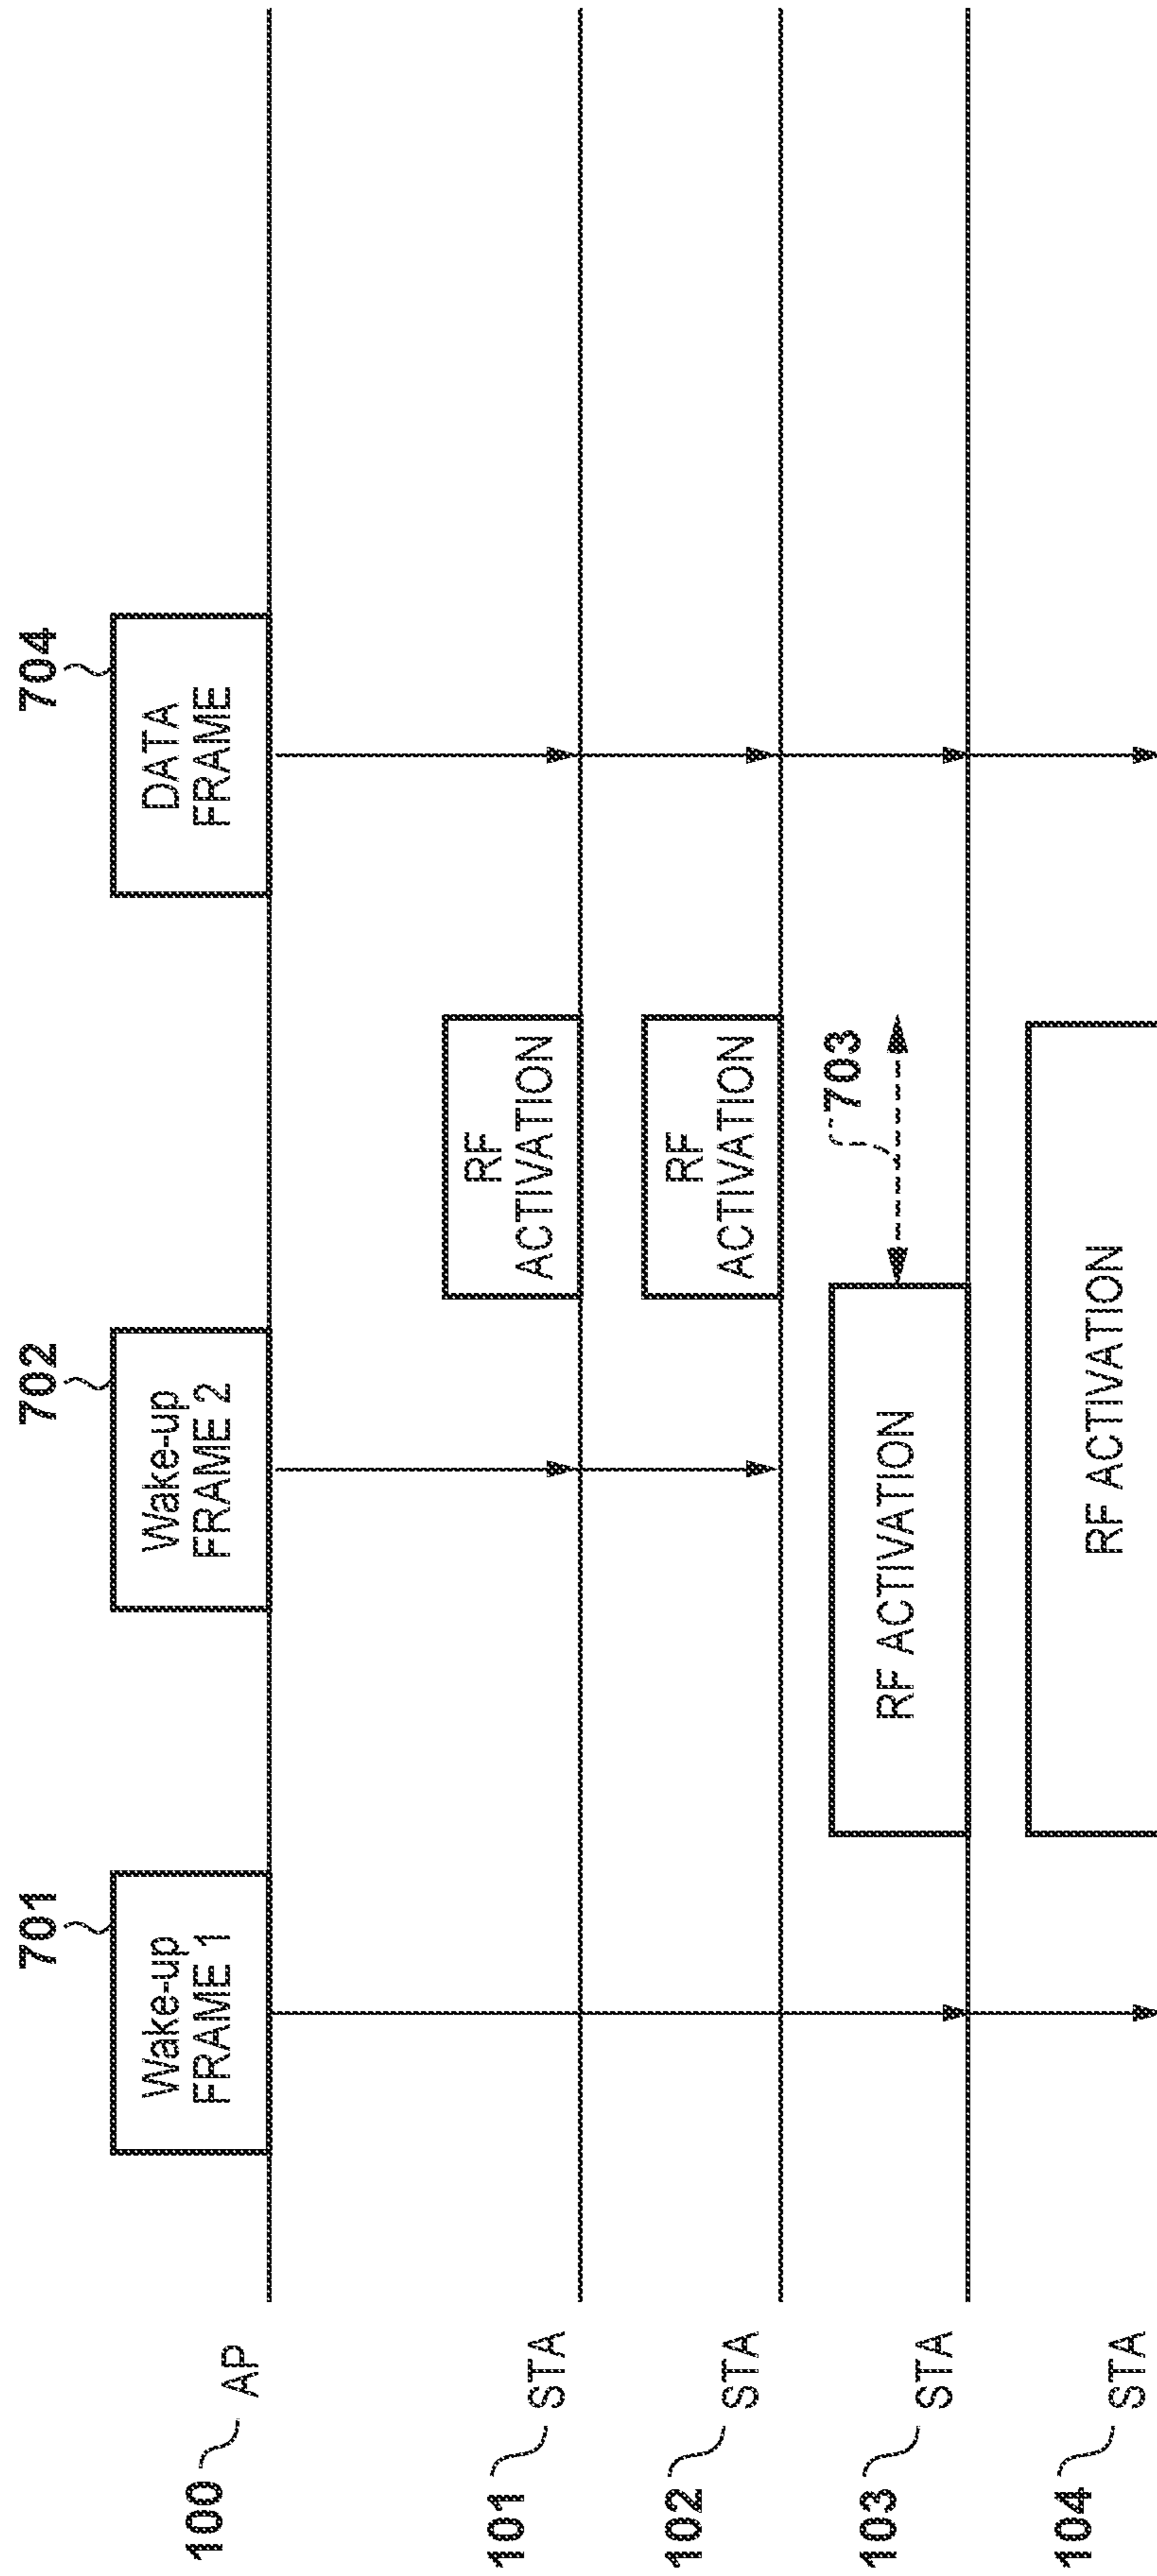 701
702
704
Wake-up
FRAME 1
Wake-up
FRAME 2
DATA
FRAME
100
AP
RF
ACTIVATION
101
STA
RF
ACTIVATION
102
STA
703
RF ACTIVATION
103
STA
RF ACTIVATION
104
STA